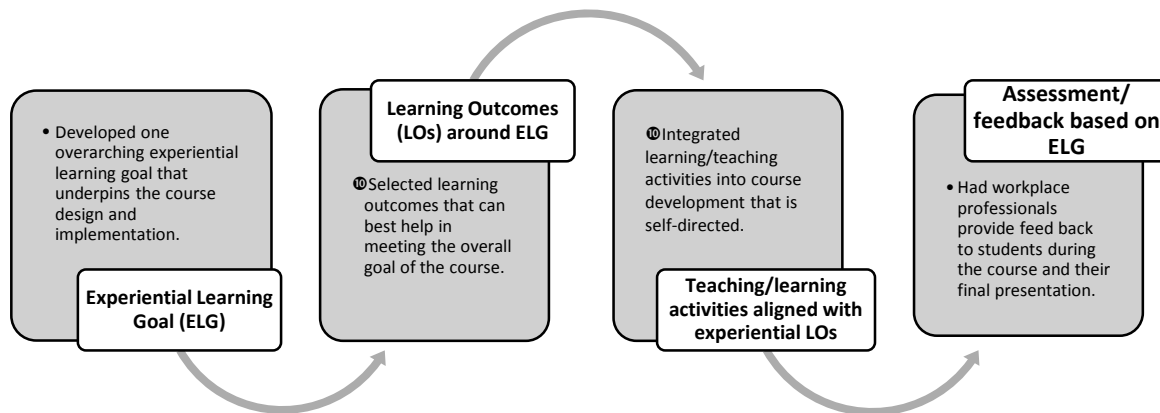 • Developed one
overarching experiential
learning goal that
underpins the course
design and
implementation.
Experiential Learning
Goal (ELG)
Learning Outcomes
(LOs) around ELG
❿Selected learning
outcomes that can
best help in
meeting the overall
goal of the course.
❿Integrated
learning/teaching
activities into course
development that is
self-directed.
Teaching/learning
activities aligned with
experiential LOs
Assessment/
feedback based on
ELG
• Had workplace
professionals
provide feed back
to students during
the course and their
final presentation.